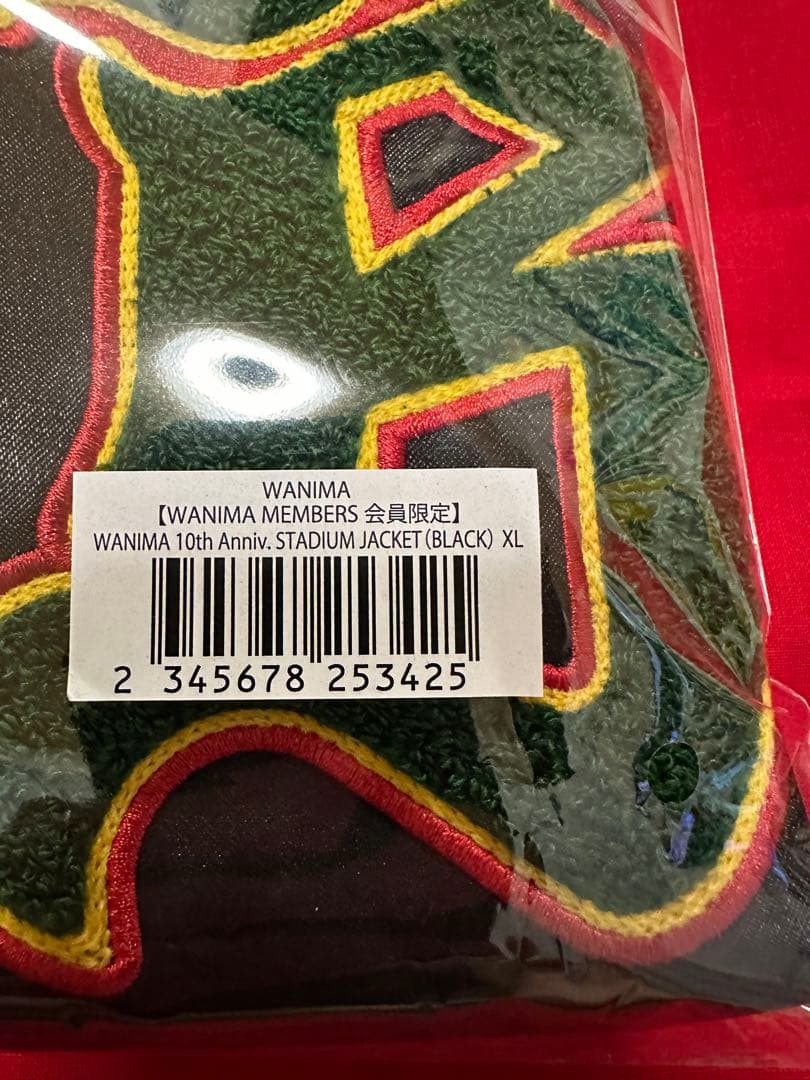 WANIMA
【WANIMA MEMBERS 会員限定】
WANIMA 10th Anniv. STADIUM JACKET（BLACK） XL
2 345678 253425